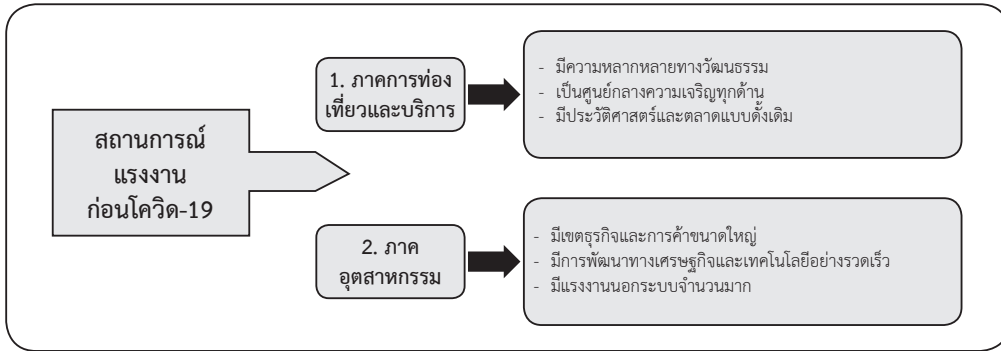 สถานการณ์
แรงงาน
ก่อนโควิด-19
1. ภาคการท่อง
เที่ยวและบริการ
- มีความหลากหลายทางวัฒนธรรม
- เป็นศูนย์กลางความเจริญทุกด้าน
- มีประวัติศาสตร์และตลาดแบบดั้งเดิม
2. ภาค
อุตสาหกรรม
- มีเขตธุรกิจและการค้าขนาดใหญ่
- มีการพัฒนาทางเศรษฐกิจและเทคโนโลยีอย่างรวดเร็ว
- มีแรงงานนอกระบบจำนวนมาก